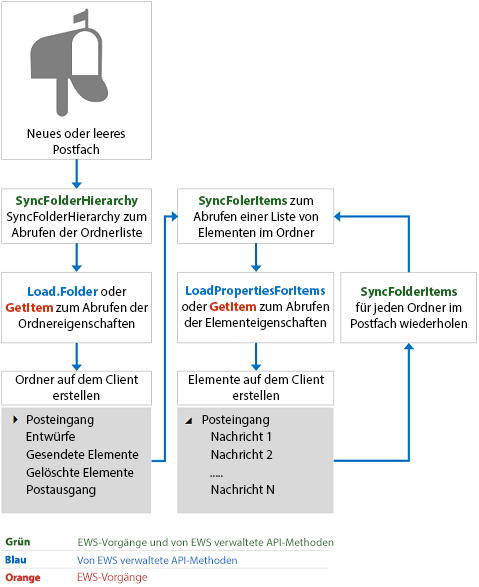 Neues oder leeres
Postfach
SyncFolderHierarchy
SyncFolderHierarchy zum
Abrufen der Ordnerliste
Load.Folder oder
GetItem zum Abrufen der
Ordnereigenschaften
Ordner auf dem Client
erstellen
Posteingang
Entwürfe
Gesendete Elemente
Gelöschte Elemente
Postausgang
SyncFolerItems zum
Abrufen einer Liste von
Elementen im Ordner
LoadPropertiesForItems
oder GetItem zum Abrufen
der Elementeigenschaften
Elemente auf dem Client
erstellen
Posteingang
Nachricht 1
Nachricht 2
.....
Nachricht N
SyncFolderItems
für jeden Ordner im
Postfach wiederholen
Grün EWS-Vorgänge und von EWS verwaltete API-Methoden
Blau Von EWS verwaltete API-Methoden
Orange EWS-Vorgänge